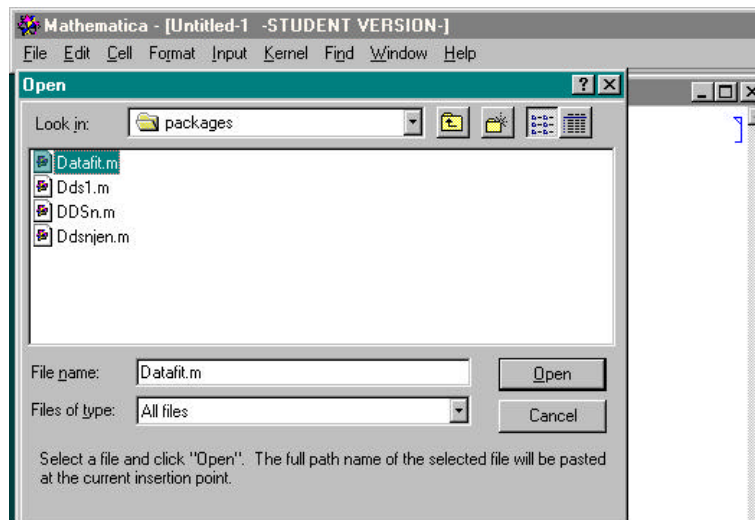 Mathematica - [Untitled-1 -STUDENT VERSION-]
File Edit Cell Format Input Kernel Find Window Help
Open
Look in: packages
Datafit.m
Dds1.m
DDSn.m
Ddsnjen.m
File name: Datafit.m Open
Files of type: All files Cancel
Select a file and click "Open". The full path name of the selected file will be pasted
at the current insertion point.